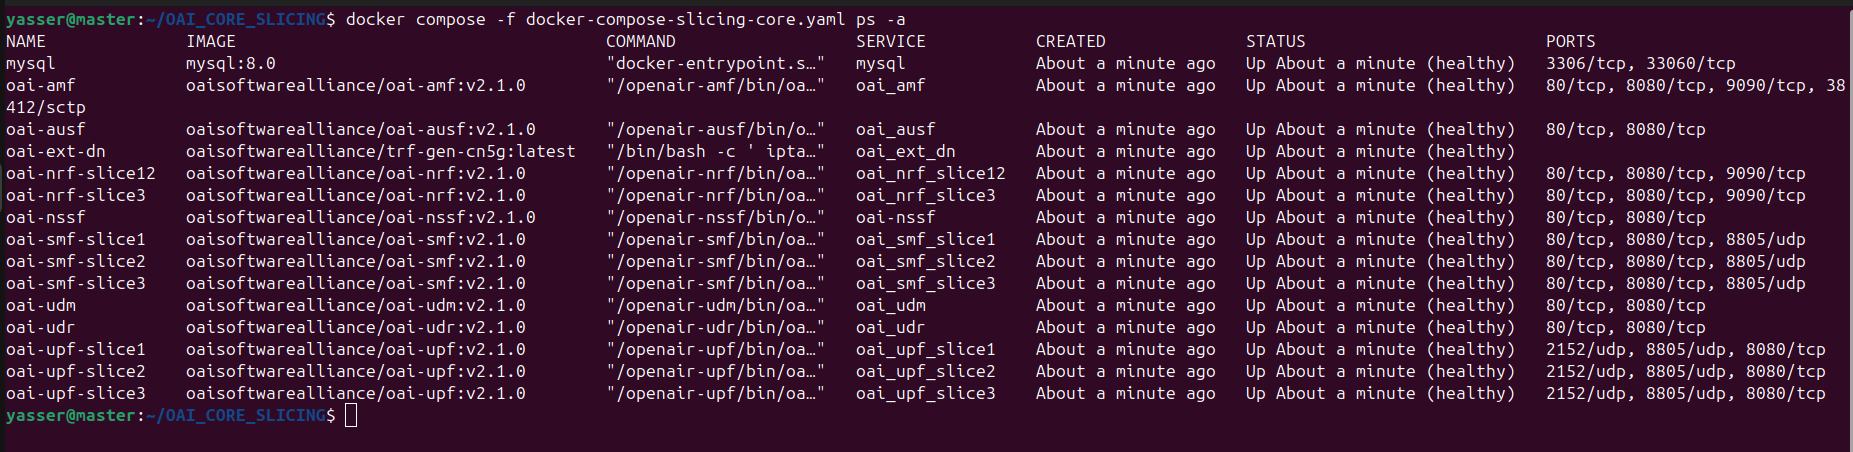 yasser@master:~/OAI_CORE_SLICING$ docker compose -f docker-compose-slicing-core.yaml ps -a
NAME IMAGE COMMAND SERVICE CREATED STATUS PORTS
mysql mysql:8.0 "docker-entrypoint.s…" mysql About a minute ago Up About a minute (healthy) 3306/tcp, 33060/tcp
oai-amf oaisoftwarealliance/oai-amf:v2.1.0 "/openair-amf/bin/oa…" oai_amf About a minute ago Up About a minute (healthy) 80/tcp, 8080/tcp, 9090/tcp, 38
412/sctp
oai-ausf oaisoftwarealliance/oai-ausf:v2.1.0 "/openair-ausf/bin/o…" oai_ausf About a minute ago Up About a minute (healthy) 80/tcp, 8080/tcp
oai-ext-dn oaisoftwarealliance/trf-gen-cn5g:latest "/bin/bash -c ' ipta…" oai_ext_dn About a minute ago Up About a minute (healthy)
oai-nrf-slice12 oaisoftwarealliance/oai-nrf:v2.1.0 "/openair-nrf/bin/oa…" oai_nrf_slice12 About a minute ago Up About a minute (healthy) 80/tcp, 8080/tcp, 9090/tcp
oai-nrf-slice3 oaisoftwarealliance/oai-nrf:v2.1.0 "/openair-nrf/bin/oa…" oai_nrf_slice3 About a minute ago Up About a minute (healthy) 80/tcp, 8080/tcp, 9090/tcp
oai-nssf oaisoftwarealliance/oai-nssf:v2.1.0 "/openair-nssf/bin/o…" oai-nssf About a minute ago Up About a minute (healthy) 80/tcp, 8080/tcp
oai-smf-slice1 oaisoftwarealliance/oai-smf:v2.1.0 "/openair-smf/bin/oa…" oai_smf_slice1 About a minute ago Up About a minute (healthy) 80/tcp, 8080/tcp, 8805/udp
oai-smf-slice2 oaisoftwarealliance/oai-smf:v2.1.0 "/openair-smf/bin/oa…" oai_smf_slice2 About a minute ago Up About a minute (healthy) 80/tcp, 8080/tcp, 8805/udp
oai-smf-slice3 oaisoftwarealliance/oai-smf:v2.1.0 "/openair-smf/bin/oa…" oai_smf_slice3 About a minute ago Up About a minute (healthy) 80/tcp, 8080/tcp, 8805/udp
oai-udm oaisoftwarealliance/oai-udm:v2.1.0 "/openair-udm/bin/oa…" oai_udm About a minute ago Up About a minute (healthy) 80/tcp, 8080/tcp
oai-udr oaisoftwarealliance/oai-udr:v2.1.0 "/openair-udr/bin/oa…" oai_udr About a minute ago Up About a minute (healthy) 80/tcp, 8080/tcp
oai-upf-slice1 oaisoftwarealliance/oai-upf:v2.1.0 "/openair-upf/bin/oa…" oai_upf_slice1 About a minute ago Up About a minute (healthy) 2152/udp, 8805/udp, 8080/tcp
oai-upf-slice2 oaisoftwarealliance/oai-upf:v2.1.0 "/openair-upf/bin/oa…" oai_upf_slice2 About a minute ago Up About a minute (healthy) 2152/udp, 8805/udp, 8080/tcp
oai-upf-slice3 oaisoftwarealliance/oai-upf:v2.1.0 "/openair-upf/bin/oa…" oai_upf_slice3 About a minute ago Up About a minute (healthy) 2152/udp, 8805/udp, 8080/tcp
yasser@master:~/OAI_CORE_SLICING$